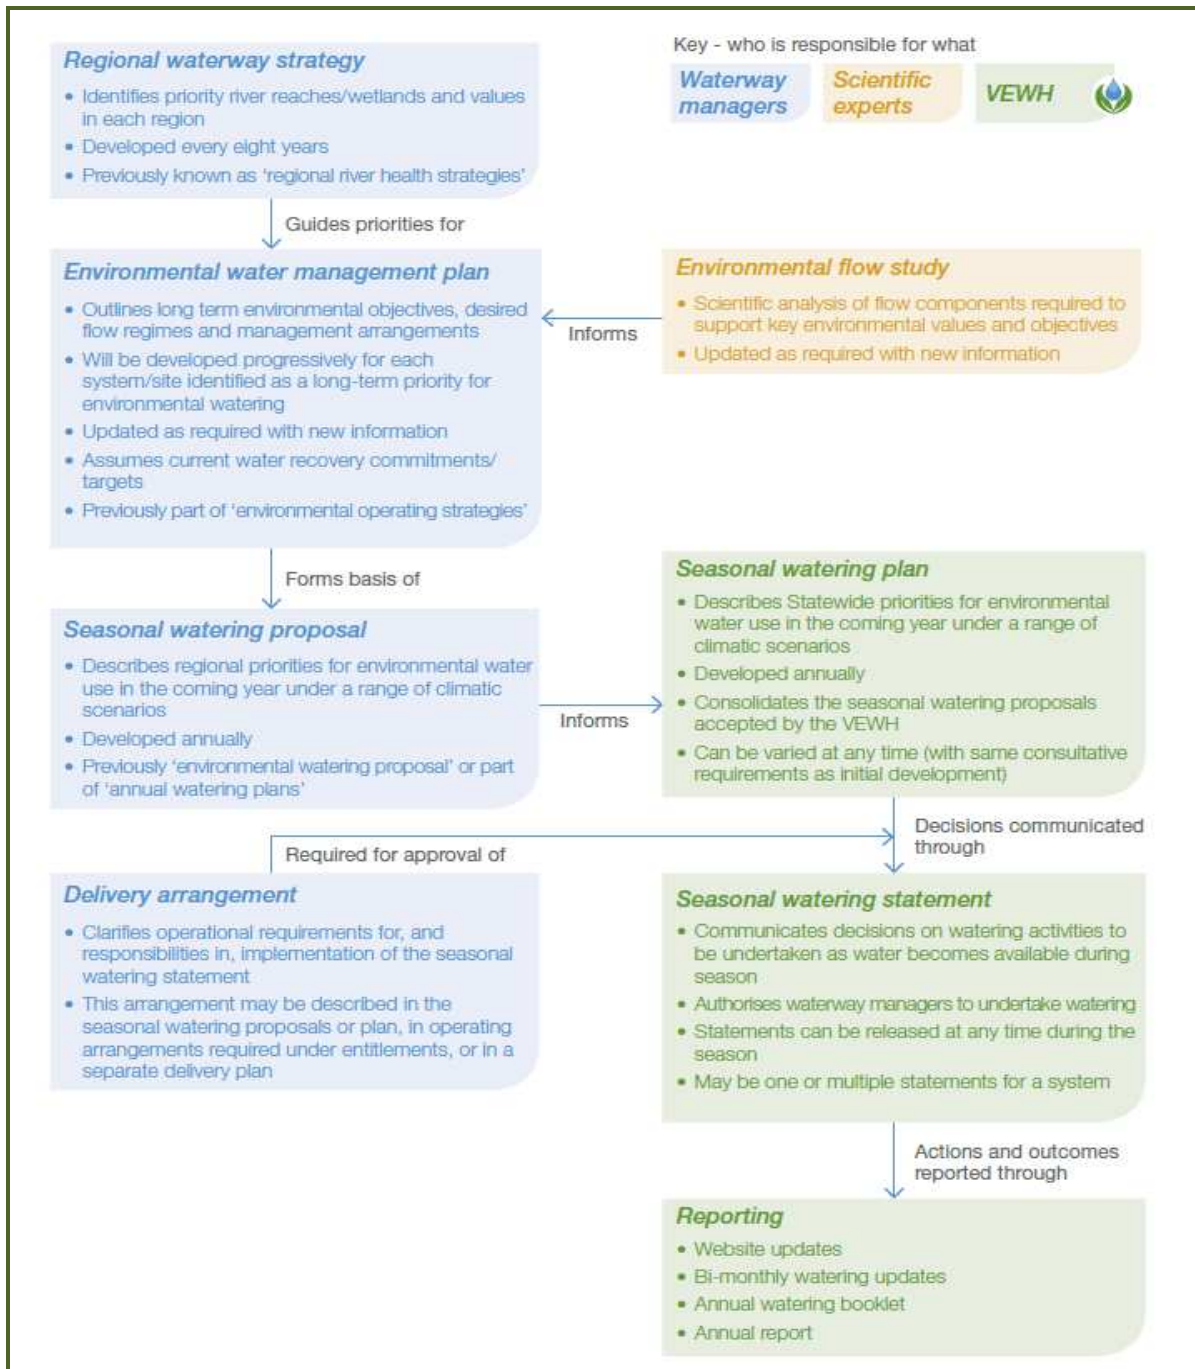 Regional waterway strategy
• Identifies priority river reaches/wetlands and values
in each region
• Developed every eight years
• Previously known as ‘regional river health strategies’
Key - who is responsible for what
Waterway
managers
Scientific
experts
VEWH
Guides priorities for
Environmental water management plan
• Outlines long term environmental objectives, desired
flow regimes and management arrangements
• Will be developed progressively for each
system/site identified as a long-term priority for
environmental watering
• Updated as required with new information
• Assumes current water recovery commitments/
targets
• Previously part of ‘environmental operating strategies’
Informs
Environmental flow study
• Scientific analysis of flow components required to
support key environmental values and objectives
• Updated as required with new information
Forms basis of
Seasonal watering proposal
• Describes regional priorities for environmental water
use in the coming year under a range of climatic
scenarios
• Developed annually
• Previously ‘environmental watering proposal’ or part
of ‘annual watering plans’
Informs
Seasonal watering plan
• Describes Statewide priorities for environmental
water use in the coming year under a range of
climatic scenarios
• Developed annually
• Consolidates the seasonal watering proposals
accepted by the VEWH
• Can be varied at any time (with same consultative
requirements as initial development)
Decisions communicated
through
Required for approval of
Delivery arrangement
• Clarifies operational requirements for, and
responsibilities in, implementation of the seasonal
watering statement
• This arrangement may be described in the
seasonal watering proposals or plan, in operating
arrangements required under entitlements, or in a
separate delivery plan
Seasonal watering statement
• Communicates decisions on watering activities to
be undertaken as water becomes available during
season
• Authorises waterway managers to undertake watering
• Statements can be released at any time during the
season
• May be one or multiple statements for a system
Actions and outcomes
reported through
Reporting
• Website updates
• Bi-monthly watering updates
• Annual watering booklet
• Annual report